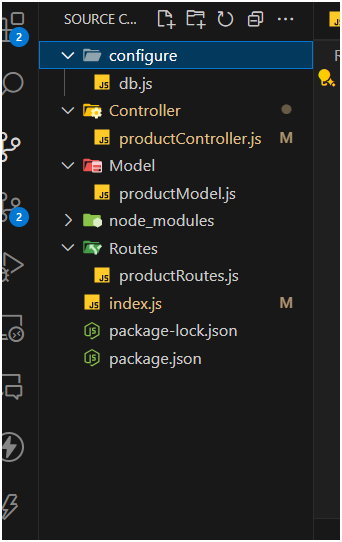 SOURCE C...
configure
2
JS db.js
Controller
JS productController.js M
Model
JS productModel.js
2
node_modules
Routes
JS productRoutes.js
JS index.js M
package-lock.json
package.json